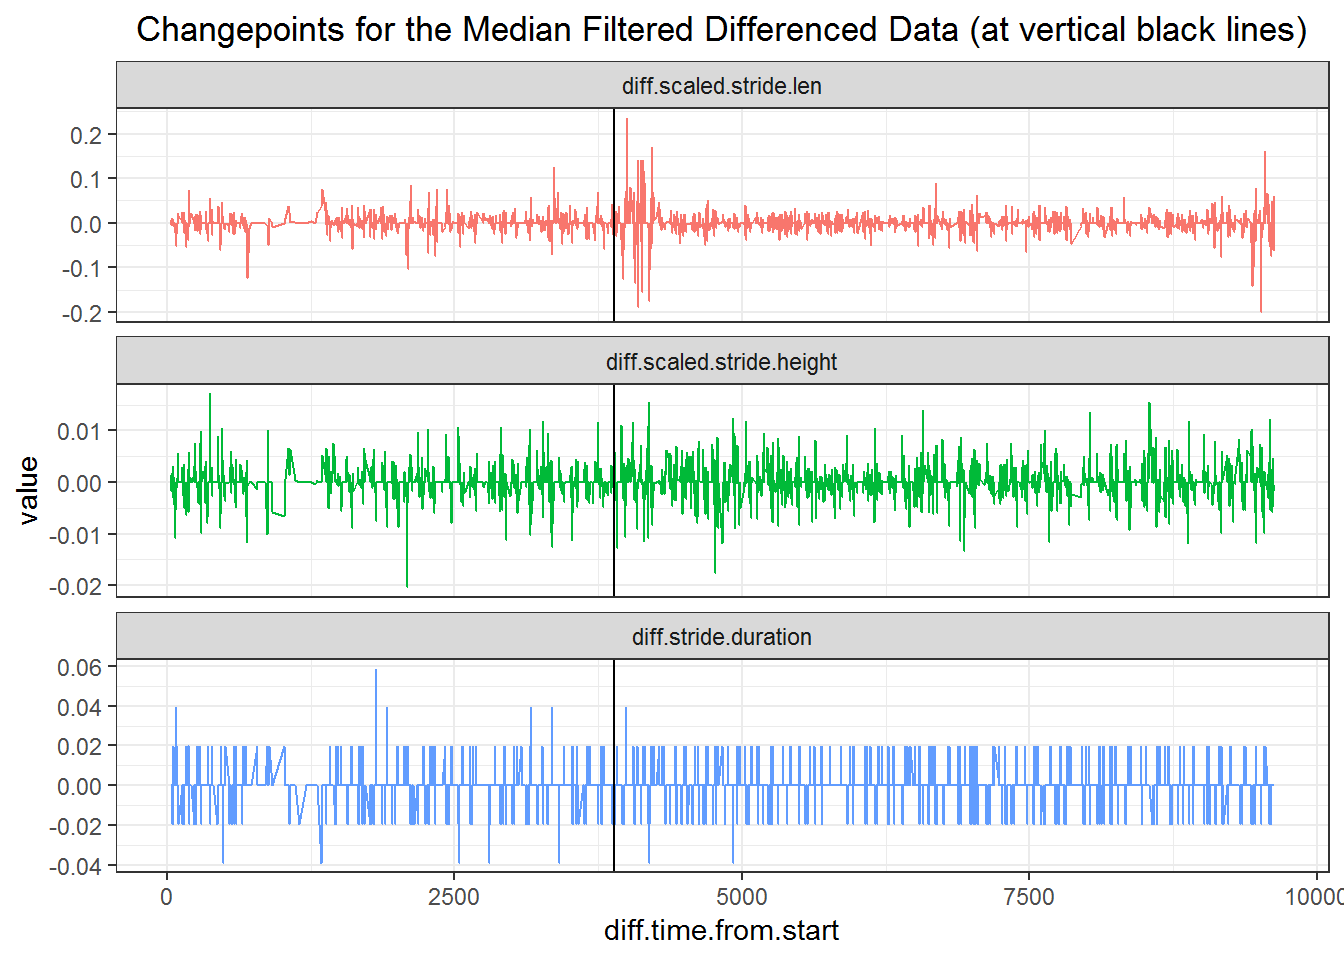 Changepoints for the Median Filtered Differenced Data (at vertical black lines)
diff.scaled.stride.len
0.2
0.1
0.0
-0.1
-0.2
diff.scaled.stride.height
0.01
0.00
-0.01
-0.02
value
diff.stride.duration
0.06
0.04
0.02
0.00
-0.02
-0.04
0 2500 5000 7500 10000
diff.time.from.start